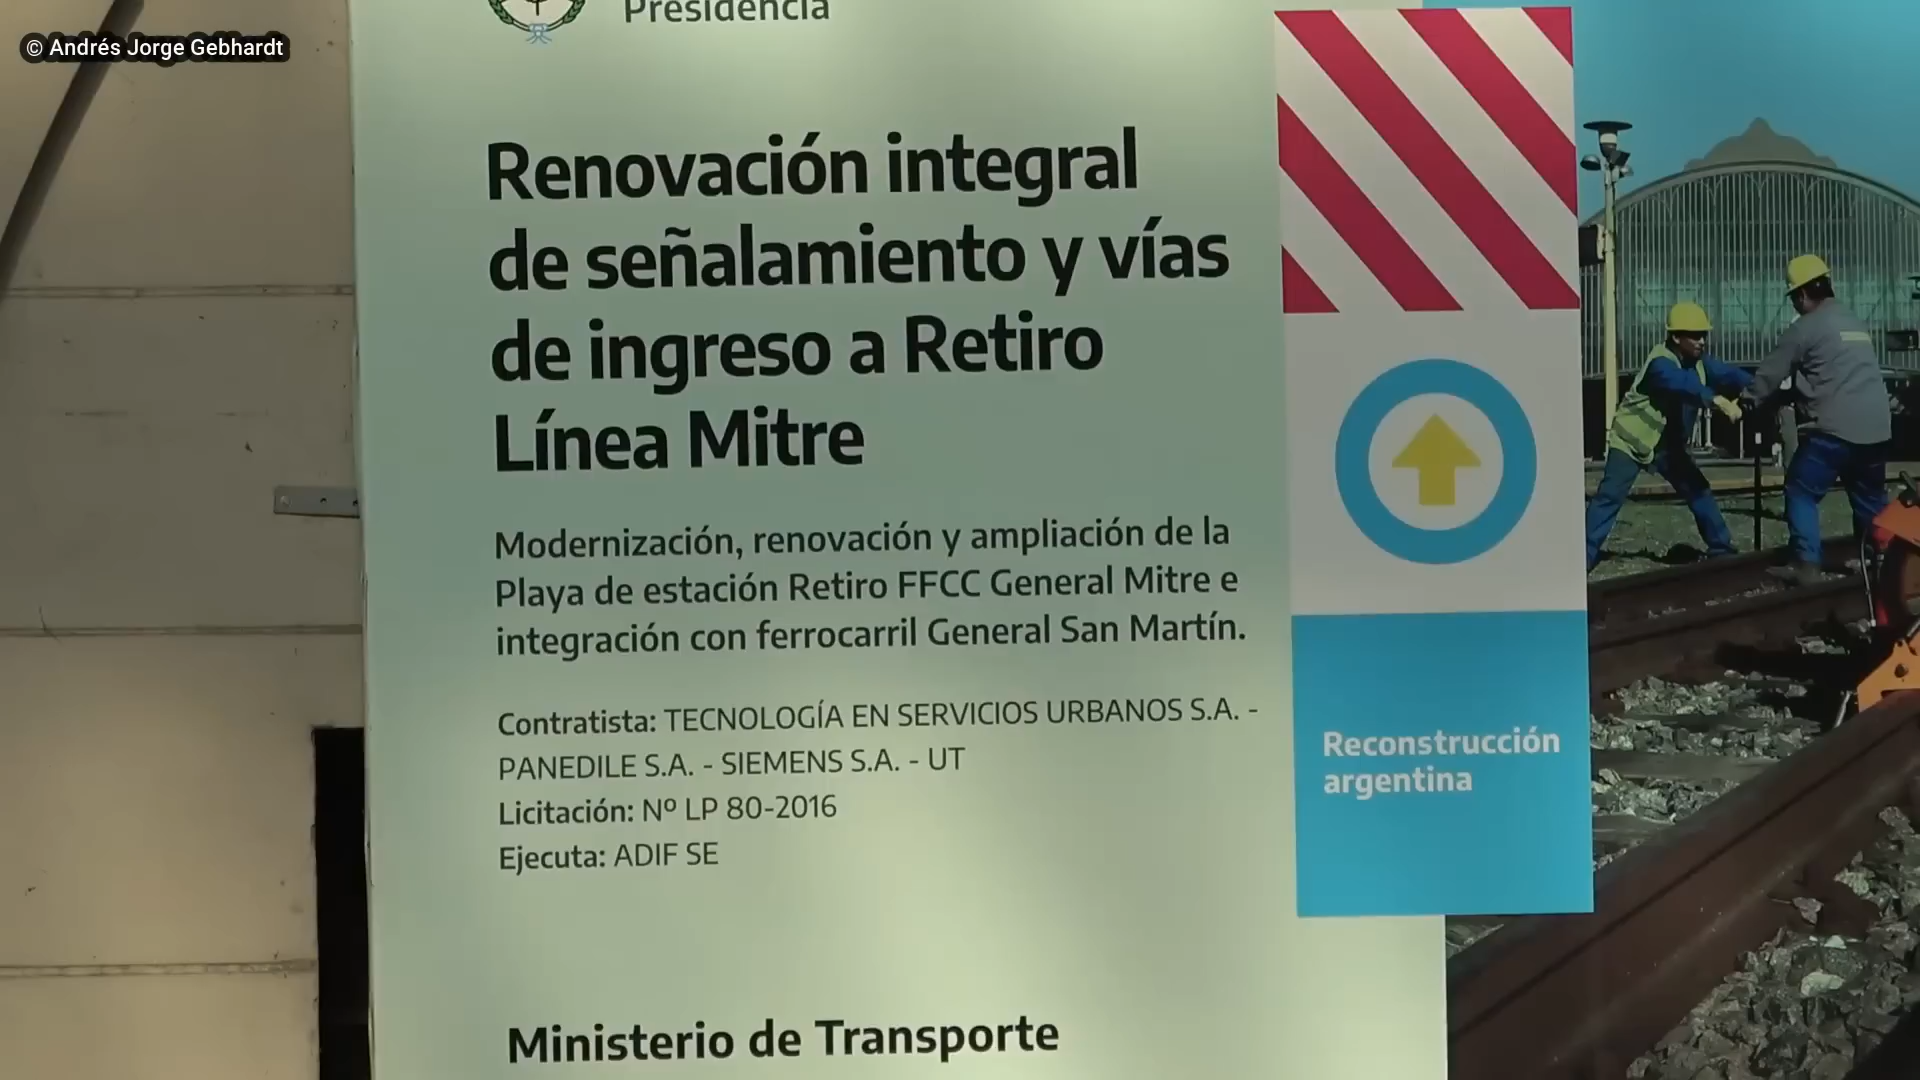 Presidencia
© Andrés Jorge Gebhardt
Renovación integral
de señalamiento y vías
de ingreso a Retiro
Línea Mitre
Modernización, renovación y ampliación de la
Playa de estación Retiro FFCC General Mitre e
integración con ferrocarril General San Martín.
Contratista: TECNOLOGÍA EN SERVICIOS URBANOS S.A. -
PANEDILE S.A. - SIEMENS S.A. - UT
Licitación: Nº LP 80-2016
Ejecuta: ADIF SE
Reconstrucción
argentina
Ministerio de Transporte